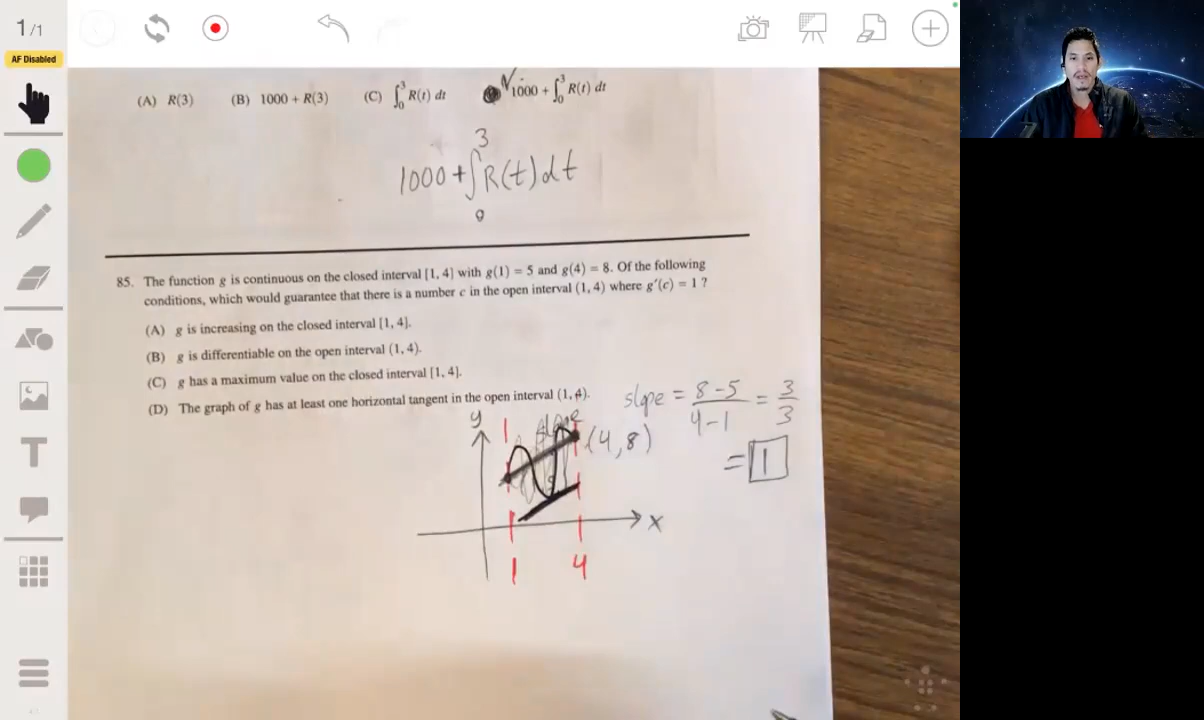 1/1
AF Disabled
(A) R(3) (B) 1000 + R(3) (C) ∫₀³ R(t) dt 1000 + ∫₀³ R(t) dt
1000 + ∫₀³ R(t) dt
85. The function g is continuous on the closed interval [1, 4] with g(1) = 5 and g(4) = 8. Of the following
conditions, which would guarantee that there is a number c in the open interval (1, 4) where g′(c) = 1 ?
(A) g is increasing on the closed interval [1, 4].
(B) g is differentiable on the open interval (1, 4).
(C) g has a maximum value on the closed interval [1, 4].
(D) The graph of g has at least one horizontal tangent in the open interval (1, 4).
slope = 8-5/4-1 = 3/3
= 1
y
slope
(4, 8)
x
1 4
T